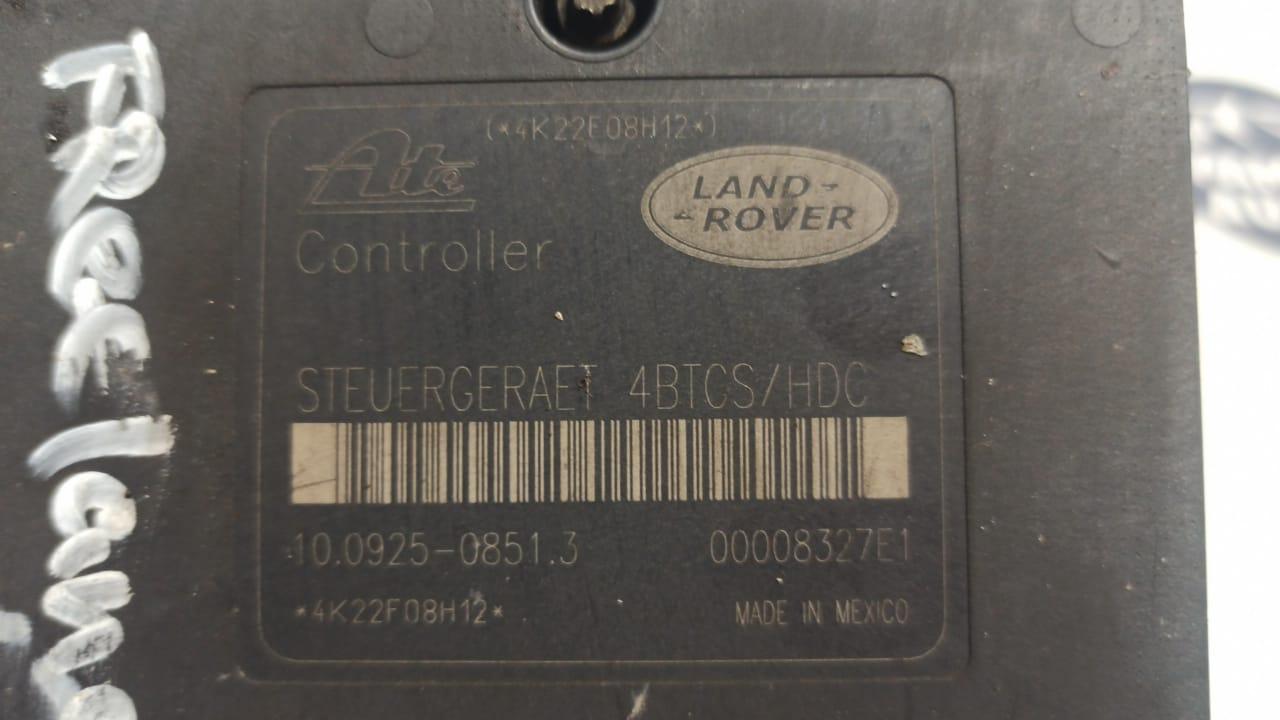 (*4K22F08H12*)
Ate
LAND-
-ROVER
Controller
STEUERGERAET 4BTCS/HDC
10.0925-0851.3 00008327E1
*4K22F08H12* MADE IN MEXICO